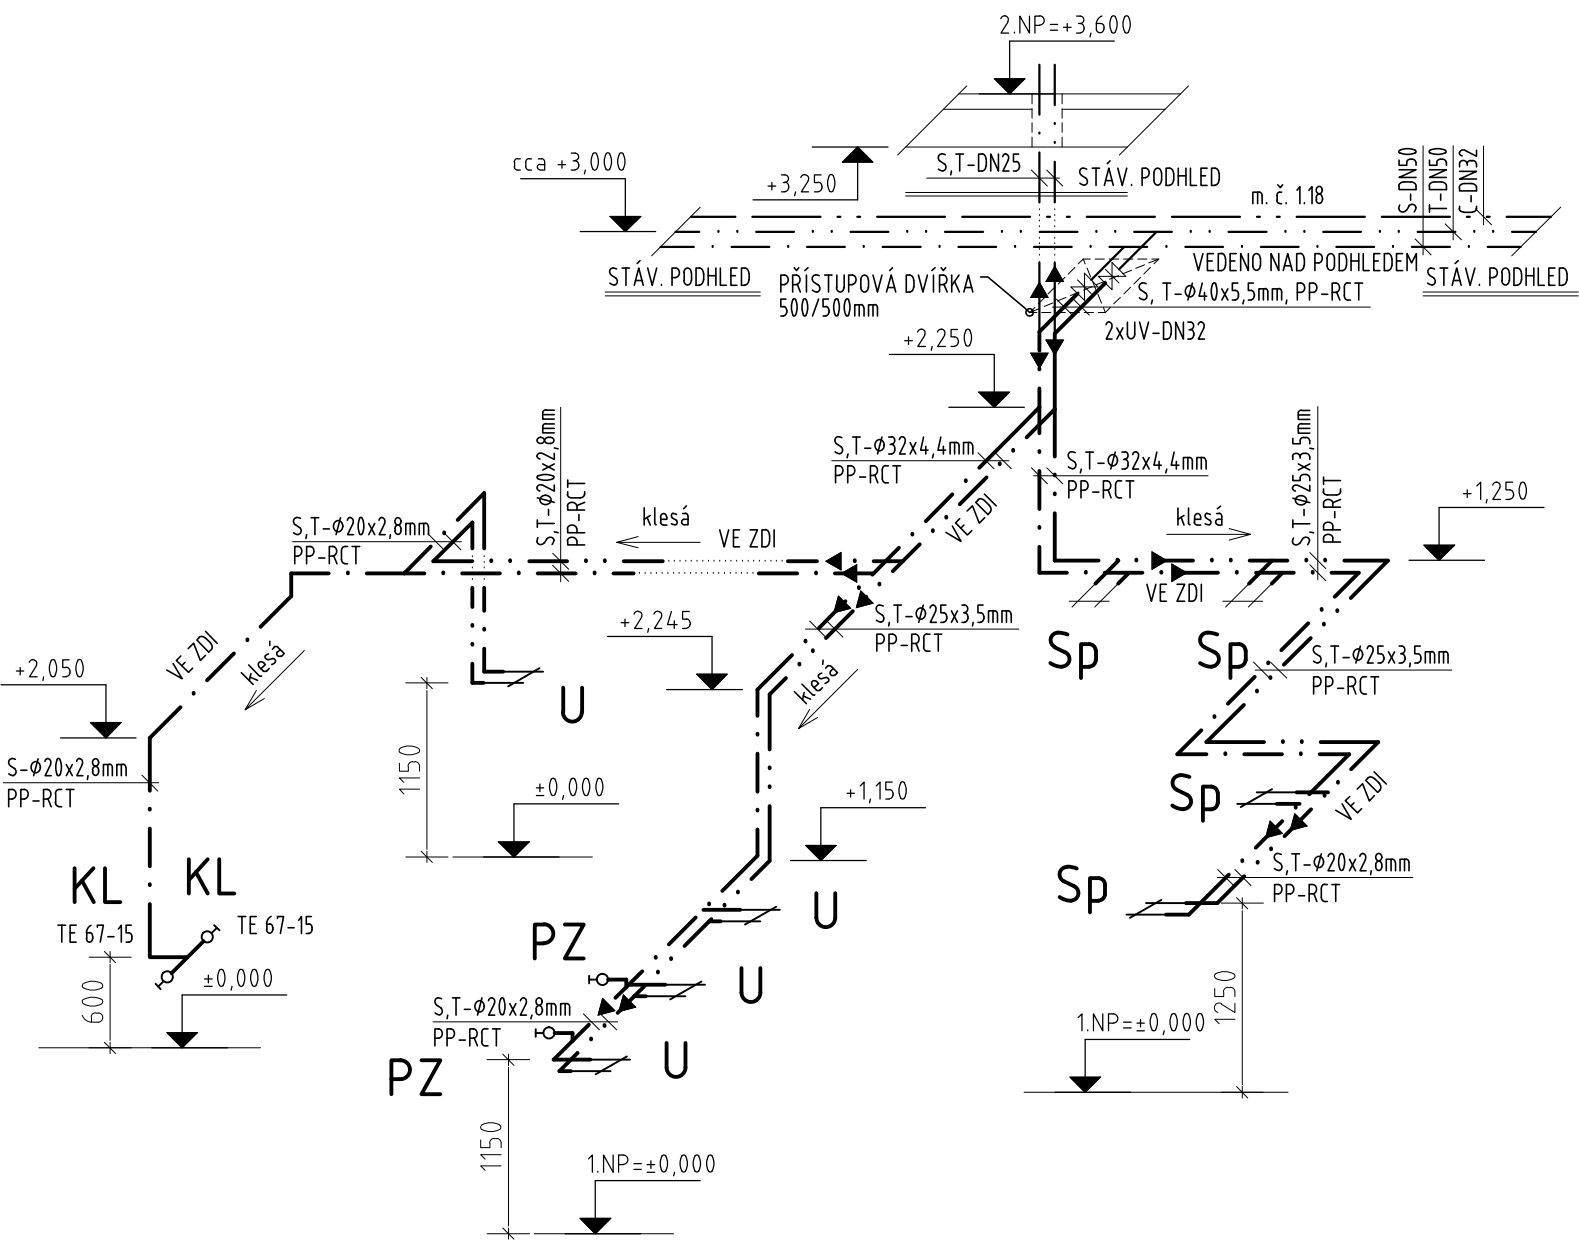 2.NP=+3,600
cca +3,000
+3,250
S,T-DN25
STÁV. PODHLED
m. č. 1.18
S-DN50
T-DN50
C-DN32
STÁV. PODHLED
PŘÍSTUPOVÁ DVÍŘKA
500/500mm
VEDENO NAD PODHLEDEM
STÁV. PODHLED
S, T-Φ40x5,5mm, PP-RCT
2xUV-DN32
+2,250
S,T-Φ32x4,4mm
PP-RCT
S,T-Φ32x4,4mm
PP-RCT
VE ZDI
S,T-Φ20x2,8mm
PP-RCT
S,T-Φ20x2,8mm
PP-RCT
klesá
VE ZDI
klesá
S,T-Φ25x3,5mm
PP-RCT
+1,250
VE ZDI
S,T-Φ25x3,5mm
PP-RCT
+2,245
VE ZDI
klesá
klesá
Sp
Sp
S,T-Φ25x3,5mm
PP-RCT
+2,050
U
S-Φ20x2,8mm
PP-RCT
1150
±0,000
+1,150
Sp
VE ZDI
S,T-Φ20x2,8mm
PP-RCT
Sp
KL
KL
TE 67-15
TE 67-15
U
PZ
U
±0,000
600
S,T-Φ20x2,8mm
PP-RCT
PZ
U
1250
1.NP=±0,000
1150
1.NP=±0,000